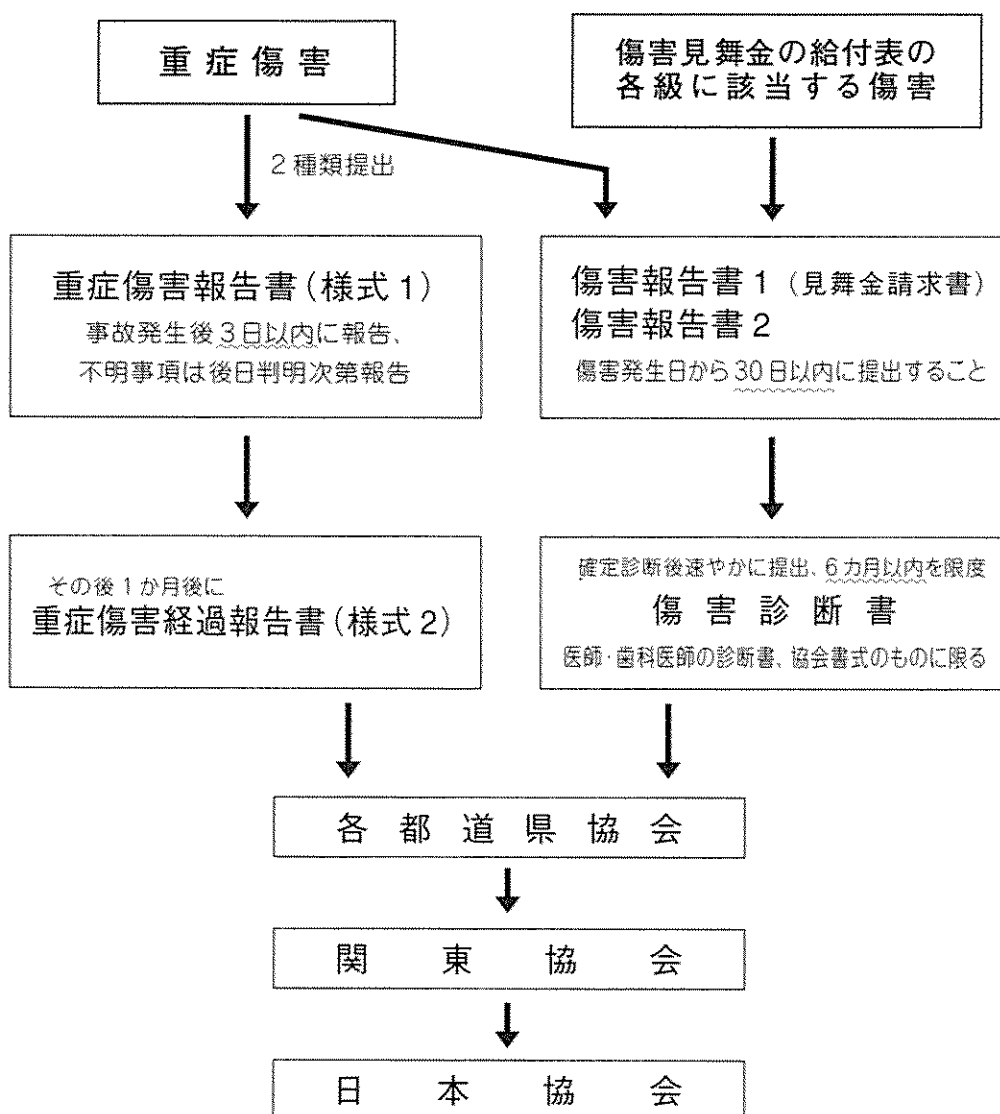 重症傷害
傷害見舞金の給付表の
各級に該当する傷害
2種類提出
重症傷害報告書(様式1)
事故発生後3日以内に報告、
不明事項は後日判明次第報告
傷害報告書1(見舞金請求書)
傷害報告書2
傷害発生日から30日以内に提出すること
その後1か月後に
重症傷害経過報告書(様式2)
確定診断後速やかに提出、6カ月以内を限度
傷害診断書
医師・歯科医師の診断書、協会書式のものに限る
各都道県協会
関東協会
日本協会